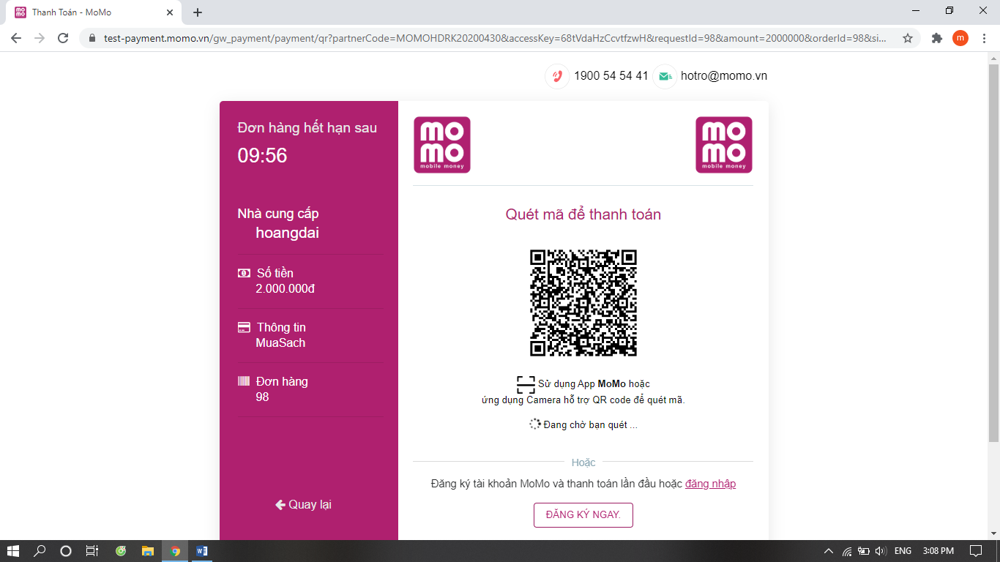 Thanh Toán - MoMo
test-payment.momo.vn/gw_payment/payment/qr?partnerCode=MOMOHDRK20200430&accessKey=68tVdaHzCcvtfzwH&requestId=98&amount=2000000&orderId=98&si...
m
1900 54 54 41 hotro@momo.vn
Đơn hàng hết hạn sau
09:56
Nhà cung cấp
hoangdai
Số tiền
2.000.000đ
Thông tin
MuaSach
Đơn hàng
98
Quay lại
momo
mobile money
momo
mobile money
Quét mã để thanh toán
Sử dụng App MoMo hoặc
ứng dụng Camera hỗ trợ QR code để quét mã.
Đang chờ bạn quét ...
Hoặc
Đăng ký tài khoản MoMo và thanh toán lần đầu hoặc đăng nhập
ĐĂNG KÝ NGAY.
ENG 3:08 PM